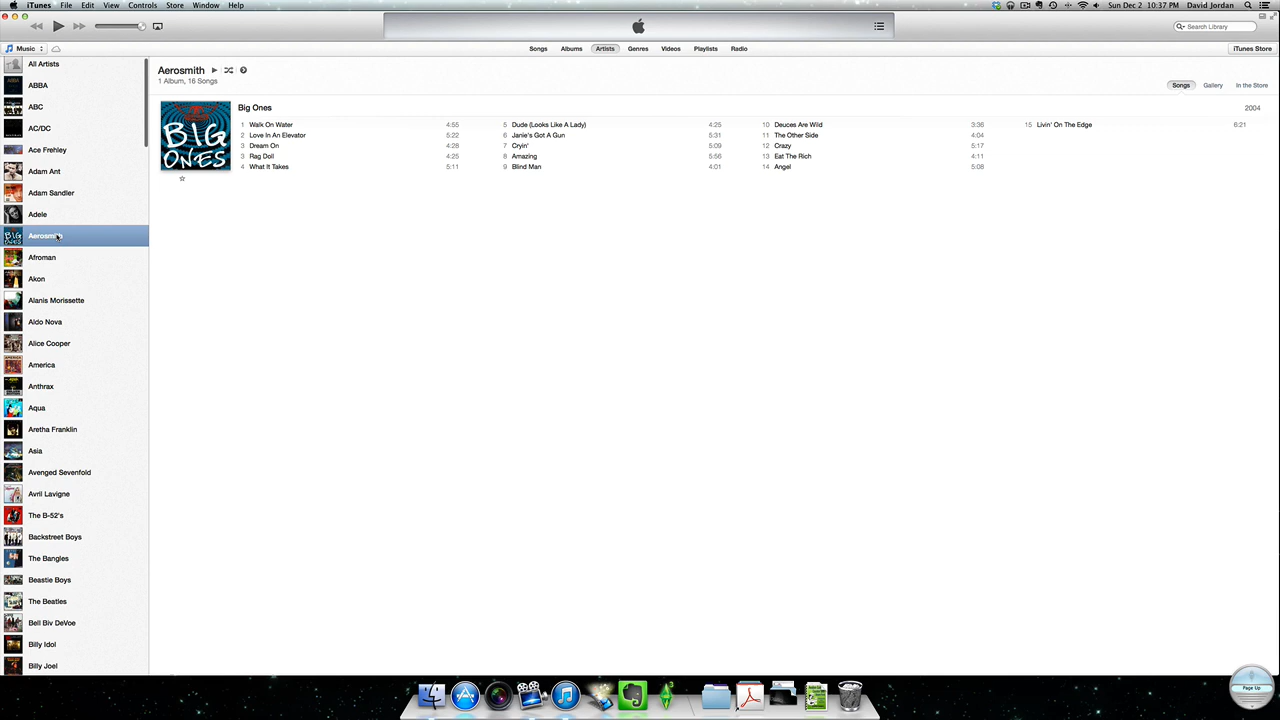 iTunes File Edit View Controls Store Window Help
Sun Dec 2 10:37 PM David Jordan
Search Library
Music
Songs Albums Artists Genres Videos Playlists Radio
iTunes Store
All Artists
ABBA
ABC
AC/DC
Ace Frehley
Adam Ant
Adam Sandler
Adele
Aerosmith
Afroman
Akon
Alanis Morissette
Aldo Nova
Alice Cooper
America
Anthrax
Aqua
Aretha Franklin
Asia
Avenged Sevenfold
Avril Lavigne
The B-52's
Backstreet Boys
The Bangles
Beastie Boys
The Beatles
Bell Biv DeVoe
Billy Idol
Billy Joel
Aerosmith
1 Album, 16 Songs
Songs Gallery In the Store
BIG ONES
Big Ones 2004
1 Walk On Water 4:55
2 Love In An Elevator 5:22
3 Dream On 4:28
4 Rag Doll 4:25
4 What It Takes 5:11
5 Dude (Looks Like A Lady) 4:25
6 Janie's Got A Gun 5:31
7 Cryin' 5:09
8 Amazing 5:56
9 Blind Man 4:01
10 Deuces Are Wild 3:36
11 The Other Side 4:04
12 Crazy 5:17
13 Eat The Rich 4:11
14 Angel 5:08
15 Livin' On The Edge 6:21
Page Up